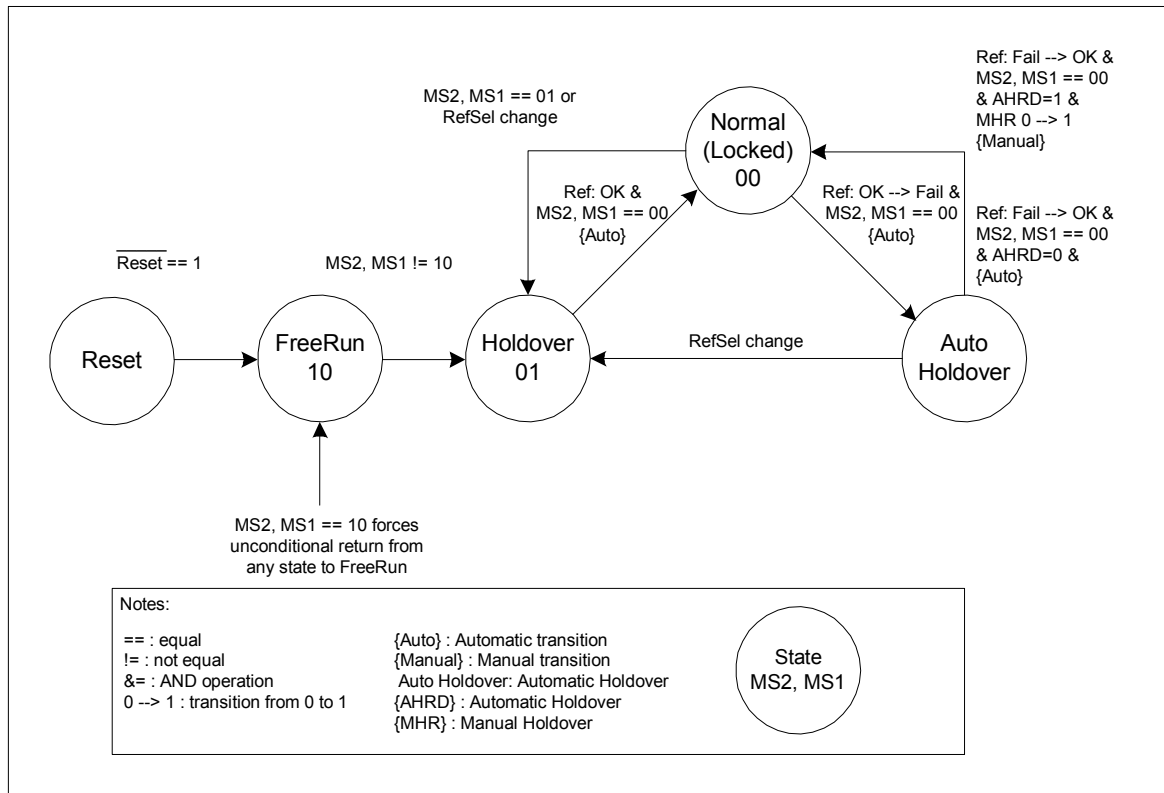 Ref: Fail --> OK &
MS2, MS1 == 00
& AHRD=1 &
MHR 0 --> 1
{Manual}
MS2, MS1 == 01 or
RefSel change
Normal
(Locked)
00
Ref: OK &
MS2, MS1 == 00
{Auto}
Ref: OK --> Fail &
MS2, MS1 == 00
{Auto}
Ref: Fail --> OK &
MS2, MS1 == 00
& AHRD=0 &
{Auto}
Reset == 1
MS2, MS1 != 10
Reset
FreeRun
10
Holdover
01
RefSel change
Auto
Holdover
MS2, MS1 == 10 forces
unconditional return from
any state to FreeRun
Notes:
== : equal
!= : not equal
&= : AND operation
0 --> 1 : transition from 0 to 1
{Auto} : Automatic transition
{Manual} : Manual transition
Auto Holdover: Automatic Holdover
{AHRD} : Automatic Holdover
{MHR} : Manual Holdover
State
MS2, MS1